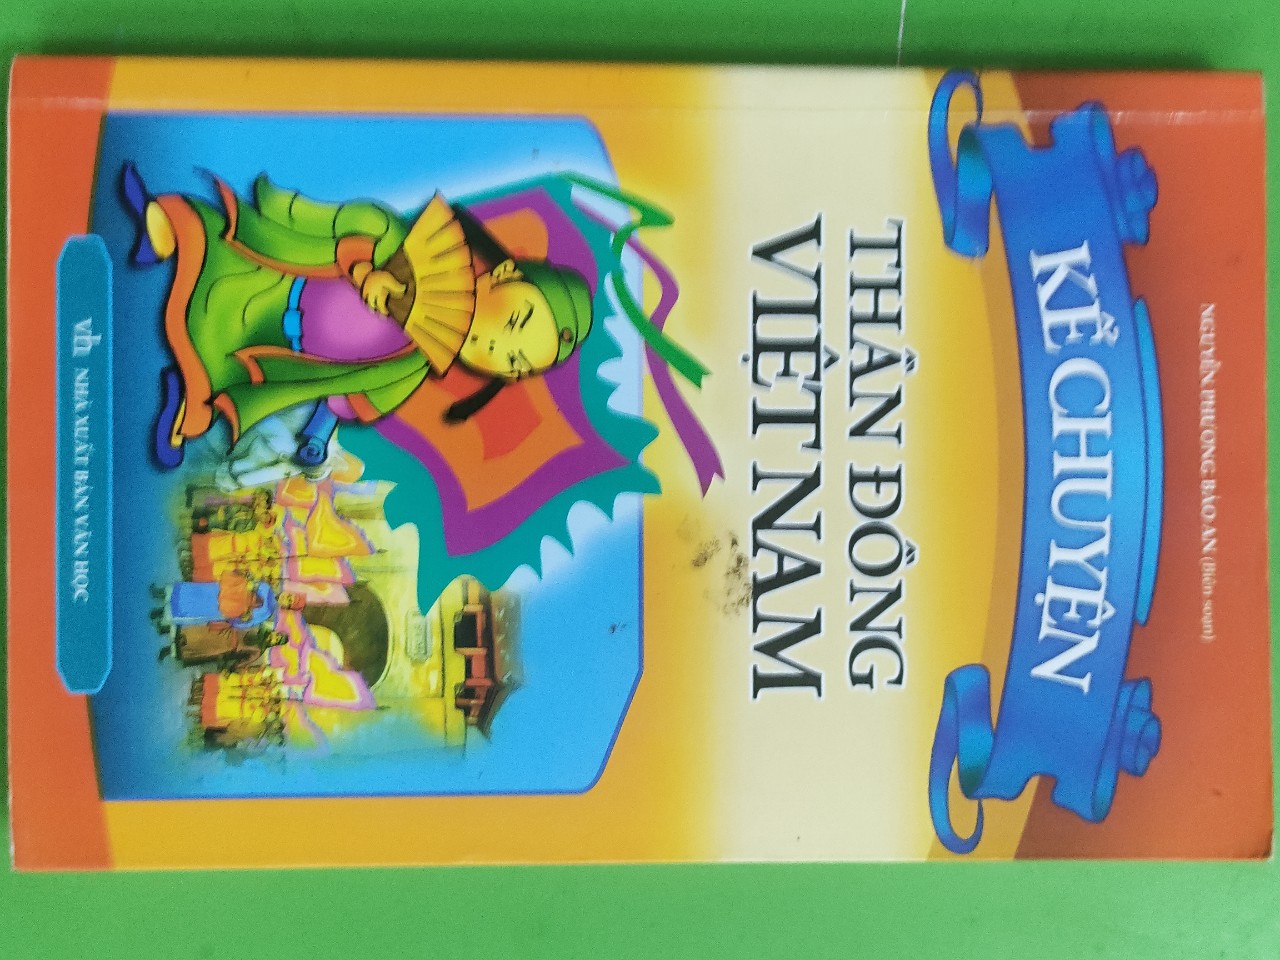 NGUYỄN PHƯƠNG BẢO AN (Biên soạn)
KỂ CHUYỆN
THẦN ĐỒNG
VIỆT NAM
vh NHÀ XUẤT BẢN VĂN HỌC